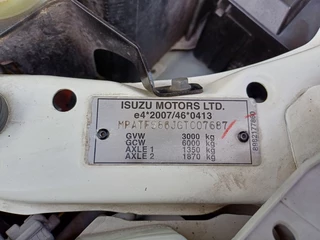 ISUZU MOTORS LTD.
e4*2007/46*0413
GVW 3000 kg
GCW 6000 kg
AXLE 1 1350 kg
AXLE 2 1870 kg